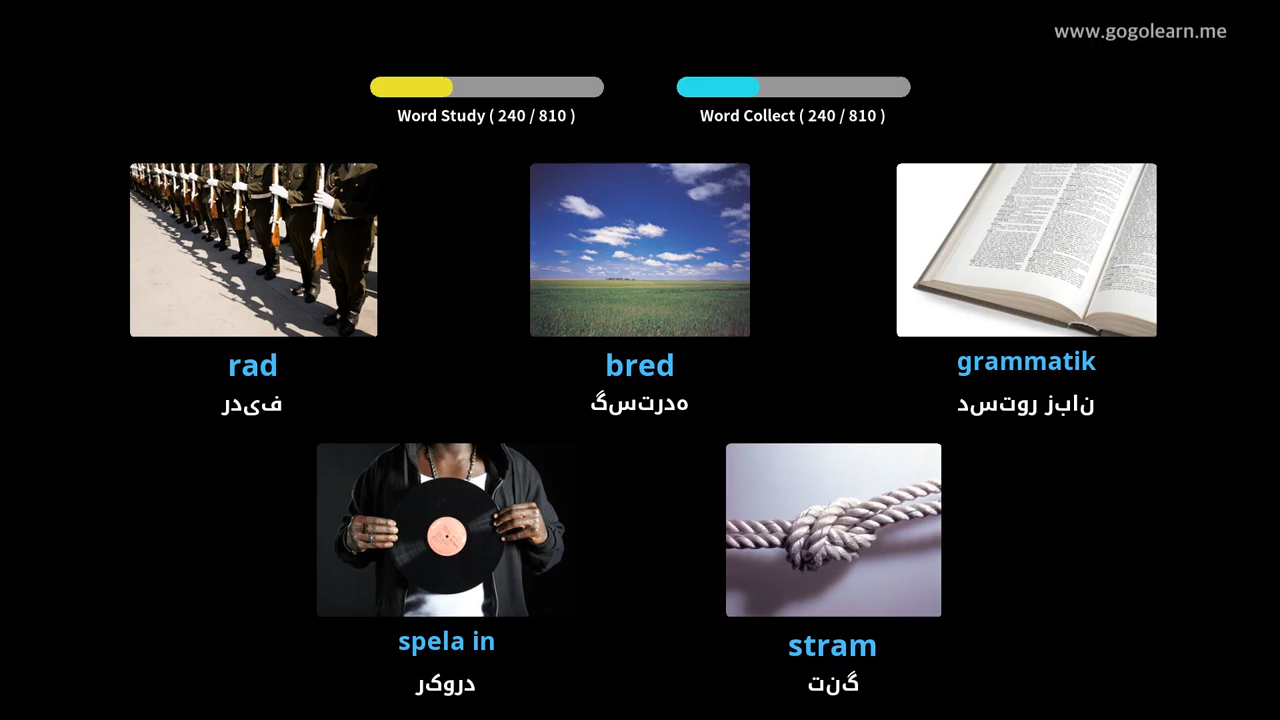 www.gogolearn.me
Word Study ( 240 / 810 )
Word Collect ( 240 / 810 )
rad
bred
grammatik
فیدر
هدرتسگ
نابز روتسد
spela in
stram
دروکر
گنت